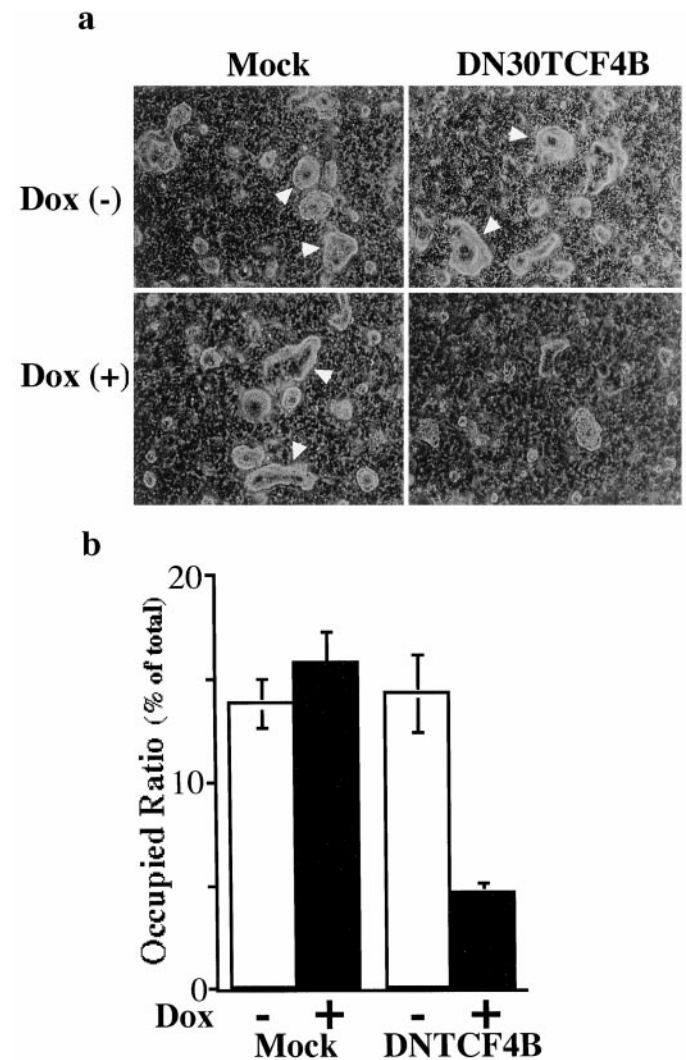 a
Mock DN30TCF4B
Dox (-)
Dox (+)
b
Occupied Ratio (% of total)
20
10
0
Dox - + - +
Mock DNTCF4B